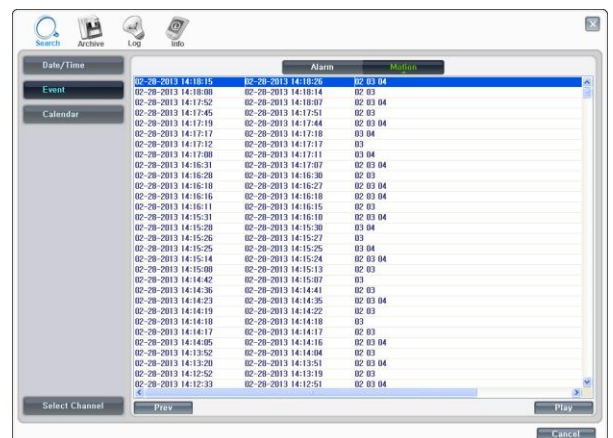 Search Archive Log Info
Date/Time
Event
Calendar
Alarm Motion
02-28-2013 14:18:15 02-28-2013 14:18:26 02 03 04
02-28-2013 14:18:08 02-28-2013 14:18:14 02 03
02-28-2013 14:17:52 02-28-2013 14:18:07 02 03 04
02-28-2013 14:17:45 02-28-2013 14:17:51 02 03
02-28-2013 14:17:19 02-28-2013 14:17:44 02 03 04
02-28-2013 14:17:17 02-28-2013 14:17:18 03 04
02-28-2013 14:17:12 02-28-2013 14:17:17 03
02-28-2013 14:17:08 02-28-2013 14:17:11 03 04
02-28-2013 14:16:31 02-28-2013 14:17:07 02 03 04
02-28-2013 14:16:28 02-28-2013 14:16:30 02 03
02-28-2013 14:16:18 02-28-2013 14:16:27 02 03 04
02-28-2013 14:16:16 02-28-2013 14:16:18 02 03 04
02-28-2013 14:16:11 02-28-2013 14:16:15 02 03
02-28-2013 14:15:31 02-28-2013 14:16:10 02 03 04
02-28-2013 14:15:28 02-28-2013 14:15:30 03 04
02-28-2013 14:15:26 02-28-2013 14:15:27 03
02-28-2013 14:15:25 02-28-2013 14:15:25 03 04
02-28-2013 14:15:14 02-28-2013 14:15:24 02 03 04
02-28-2013 14:15:08 02-28-2013 14:15:13 02 03
02-28-2013 14:14:42 02-28-2013 14:15:07 03
02-28-2013 14:14:36 02-28-2013 14:14:41 02 03
02-28-2013 14:14:23 02-28-2013 14:14:35 02 03 04
02-28-2013 14:14:19 02-28-2013 14:14:22 02 03
02-28-2013 14:14:18 02-28-2013 14:14:18 03
02-28-2013 14:14:17 02-28-2013 14:14:17 02 03
02-28-2013 14:14:05 02-28-2013 14:14:16 02 03 04
02-28-2013 14:13:52 02-28-2013 14:14:04 02 03
02-28-2013 14:13:20 02-28-2013 14:13:51 02 03 04
02-28-2013 14:12:52 02-28-2013 14:13:19 02 03
02-28-2013 14:12:33 02-28-2013 14:12:51 02 03 04
Select Channel Prev Play
Cancel